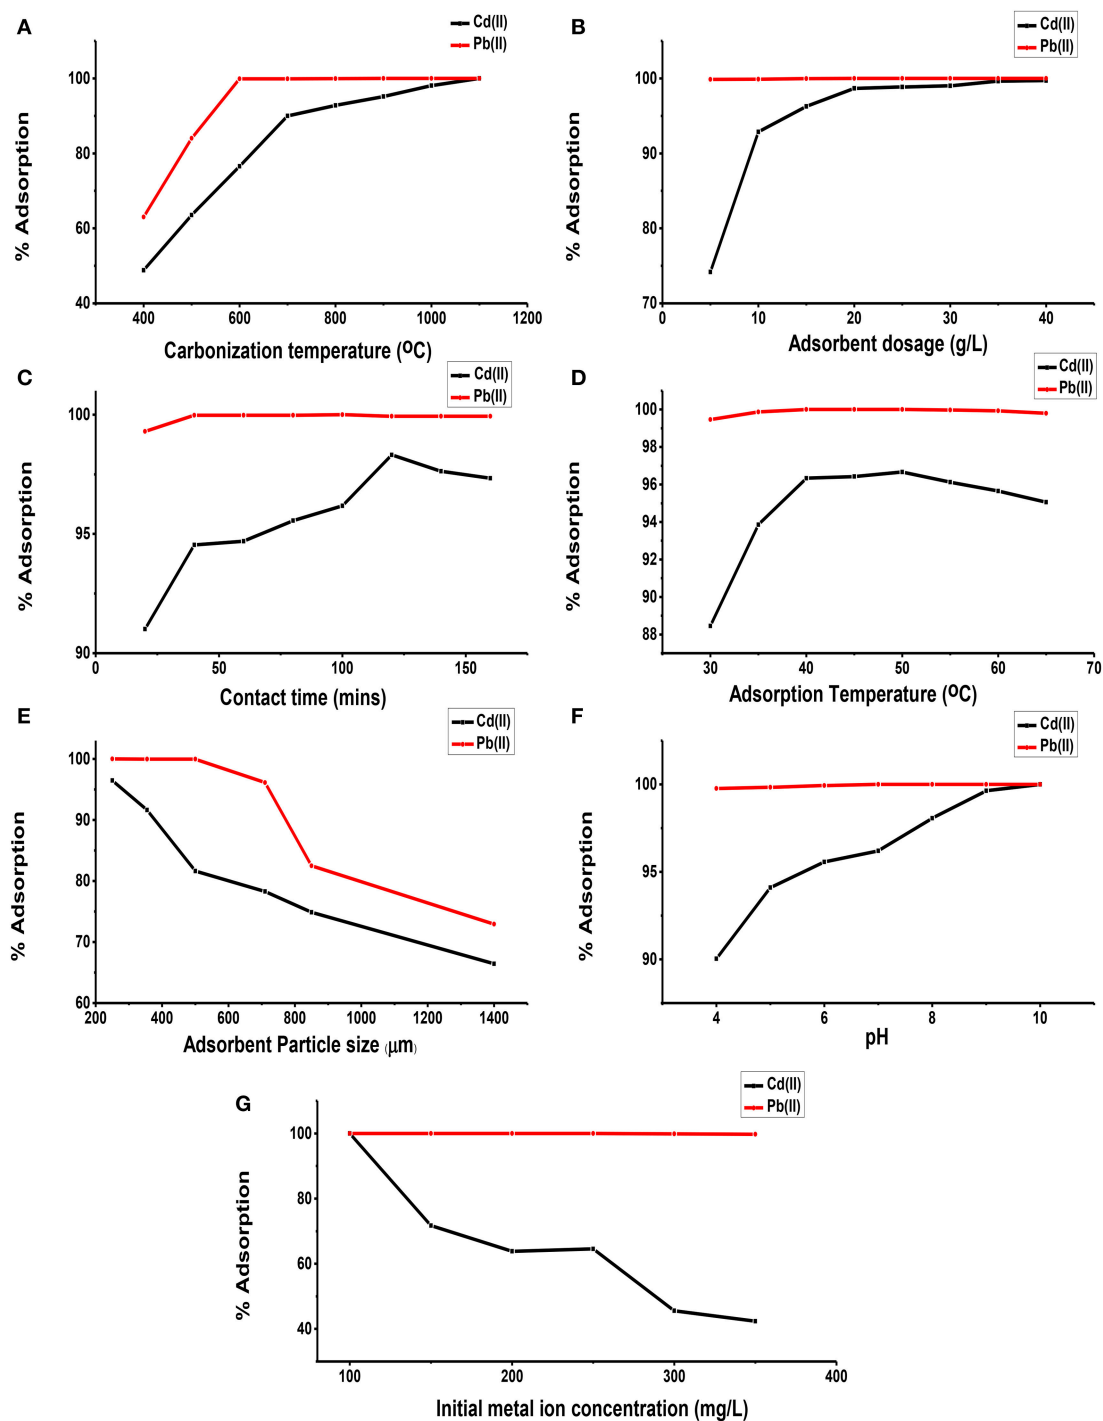 A
Cd(II)
Pb(II)
% Adsorption
100
80
60
40
400
600
800
1000
1200
Carbonization temperature (ºC)
B
Cd(II)
Pb(II)
% Adsorption
100
90
80
70
0
10
20
30
40
Adsorbent dosage (g/L)
C
Cd(II)
Pb(II)
% Adsorption
100
95
90
0
50
100
150
Contact time (mins)
D
Cd(II)
Pb(II)
% Adsorption
100
98
96
94
92
90
88
30
40
50
60
70
Adsorption Temperature (ºC)
E
Cd(II)
Pb(II)
% Adsorption
100
90
80
70
60
200
400
600
800
1000
1200
1400
Adsorbent Particle size (μm)
F
Cd(II)
Pb(II)
% Adsorption
100
95
90
4
6
8
10
pH
G
Cd(II)
Pb(II)
% Adsorption
100
80
60
40
100
200
300
400
Initial metal ion concentration (mg/L)